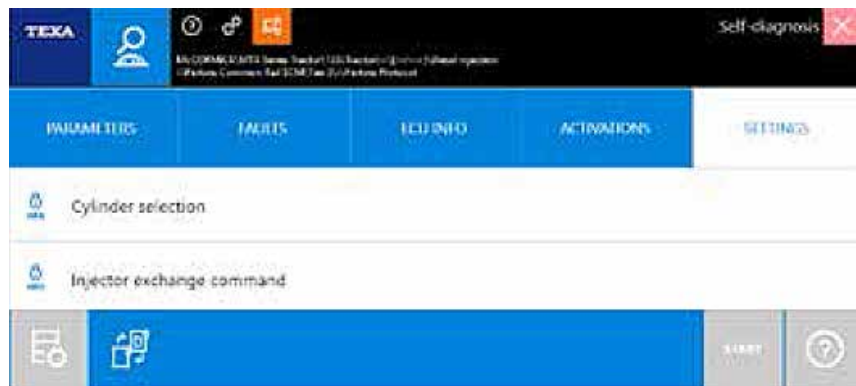 TEXA
Self-diagnosis
PARAMETERS
FAULTS
ECU INFO
ACTIVATIONS
SETTINGS
Cylinder selection
Injector exchange command
START